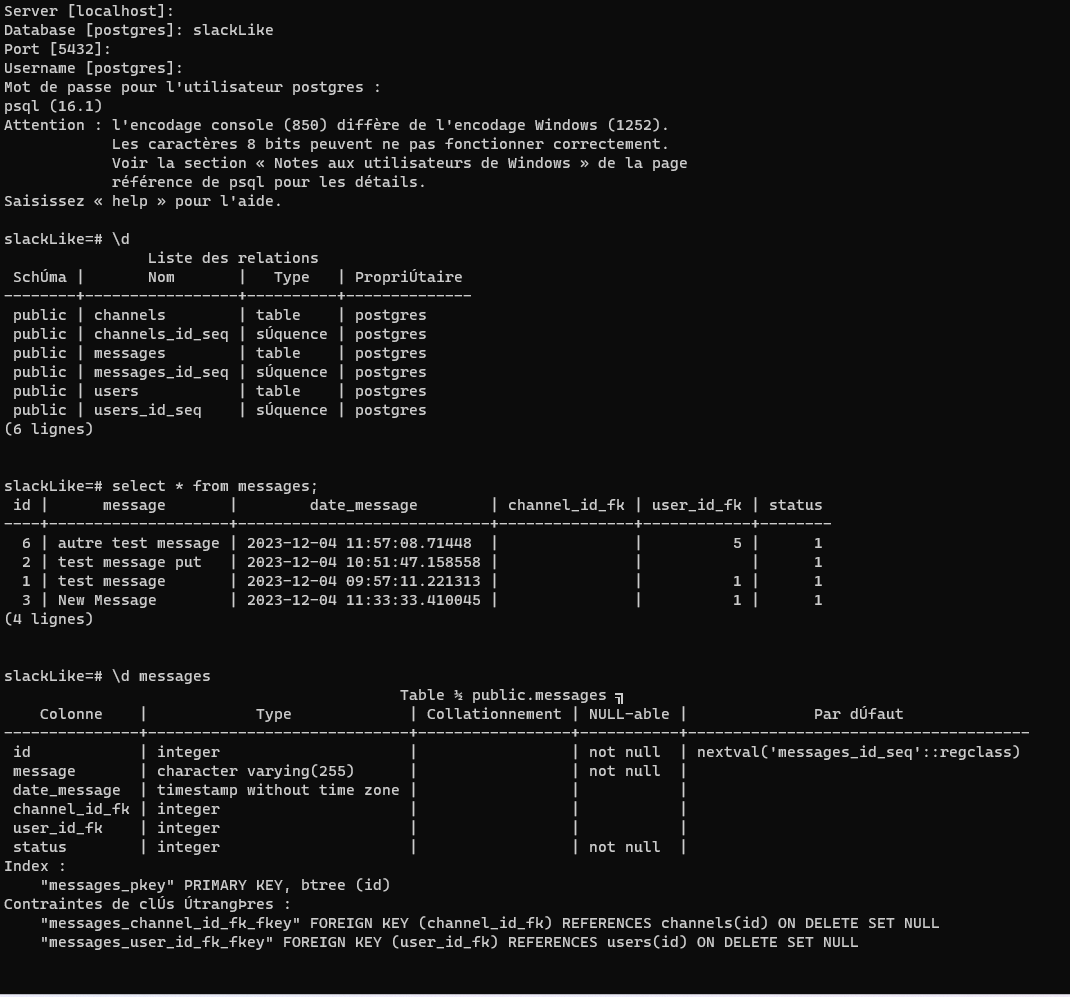 Server [localhost]:
Database [postgres]: slackLike
Port [5432]:
Username [postgres]:
Mot de passe pour l'utilisateur postgres :
psql (16.1)
Attention : l'encodage console (850) diffère de l'encodage Windows (1252).
            Les caractères 8 bits peuvent ne pas fonctionner correctement.
            Voir la section « Notes aux utilisateurs de Windows » de la page
            référence de psql pour les détails.
Saisissez « help » pour l'aide.

slackLike=# \d
                Liste des relations
 SchÚma |       Nom       |   Type   | PropriÚtaire
--------+-----------------+----------+--------------
 public | channels        | table    | postgres
 public | channels_id_seq | sÚquence | postgres
 public | messages        | table    | postgres
 public | messages_id_seq | sÚquence | postgres
 public | users           | table    | postgres
 public | users_id_seq    | sÚquence | postgres
(6 lignes)


slackLike=# select * from messages;
 id |      message       |        date_message        | channel_id_fk | user_id_fk | status
----+--------------------+----------------------------+---------------+------------+--------
  6 | autre test message | 2023-12-04 11:57:08.71448  |               |          5 |      1
  2 | test message put   | 2023-12-04 10:51:47.158558 |               |            |      1
  1 | test message       | 2023-12-04 09:57:11.221313 |               |          1 |      1
  3 | New Message        | 2023-12-04 11:33:33.410045 |               |          1 |      1
(4 lignes)


slackLike=# \d messages
                                            Table ½ public.messages ╗
    Colonne    |            Type             | Collationnement | NULL-able |              Par dÚfaut
---------------+-----------------------------+-----------------+-----------+--------------------------------------
 id            | integer                     |                 | not null  | nextval('messages_id_seq'::regclass)
 message       | character varying(255)      |                 | not null  |
 date_message  | timestamp without time zone |                 |           |
 channel_id_fk | integer                     |                 |           |
 user_id_fk    | integer                     |                 |           |
 status        | integer                     |                 | not null  |
Index :
    "messages_pkey" PRIMARY KEY, btree (id)
Contraintes de clÚs ÚtrangÞres :
    "messages_channel_id_fk_fkey" FOREIGN KEY (channel_id_fk) REFERENCES channels(id) ON DELETE SET NULL
    "messages_user_id_fk_fkey" FOREIGN KEY (user_id_fk) REFERENCES users(id) ON DELETE SET NULL